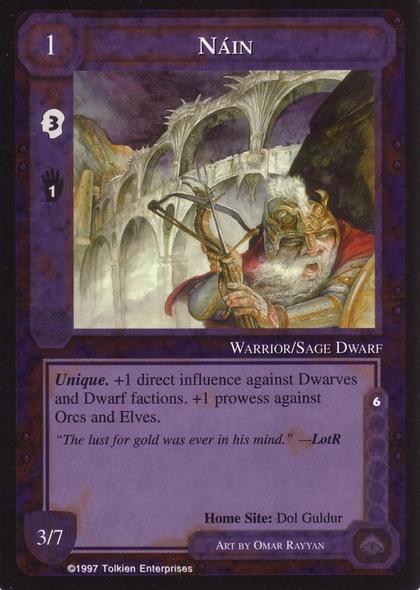 1
NÁIN
3
1
WARRIOR/SAGE DWARF
Unique. +1 direct influence against Dwarves
and Dwarf factions. +1 prowess against
Orcs and Elves.
"The lust for gold was ever in his mind." —LotR
6
Home Site: Dol Guldur
3/7
ART BY OMAR RAYYAN
©1997 Tolkien Enterprises